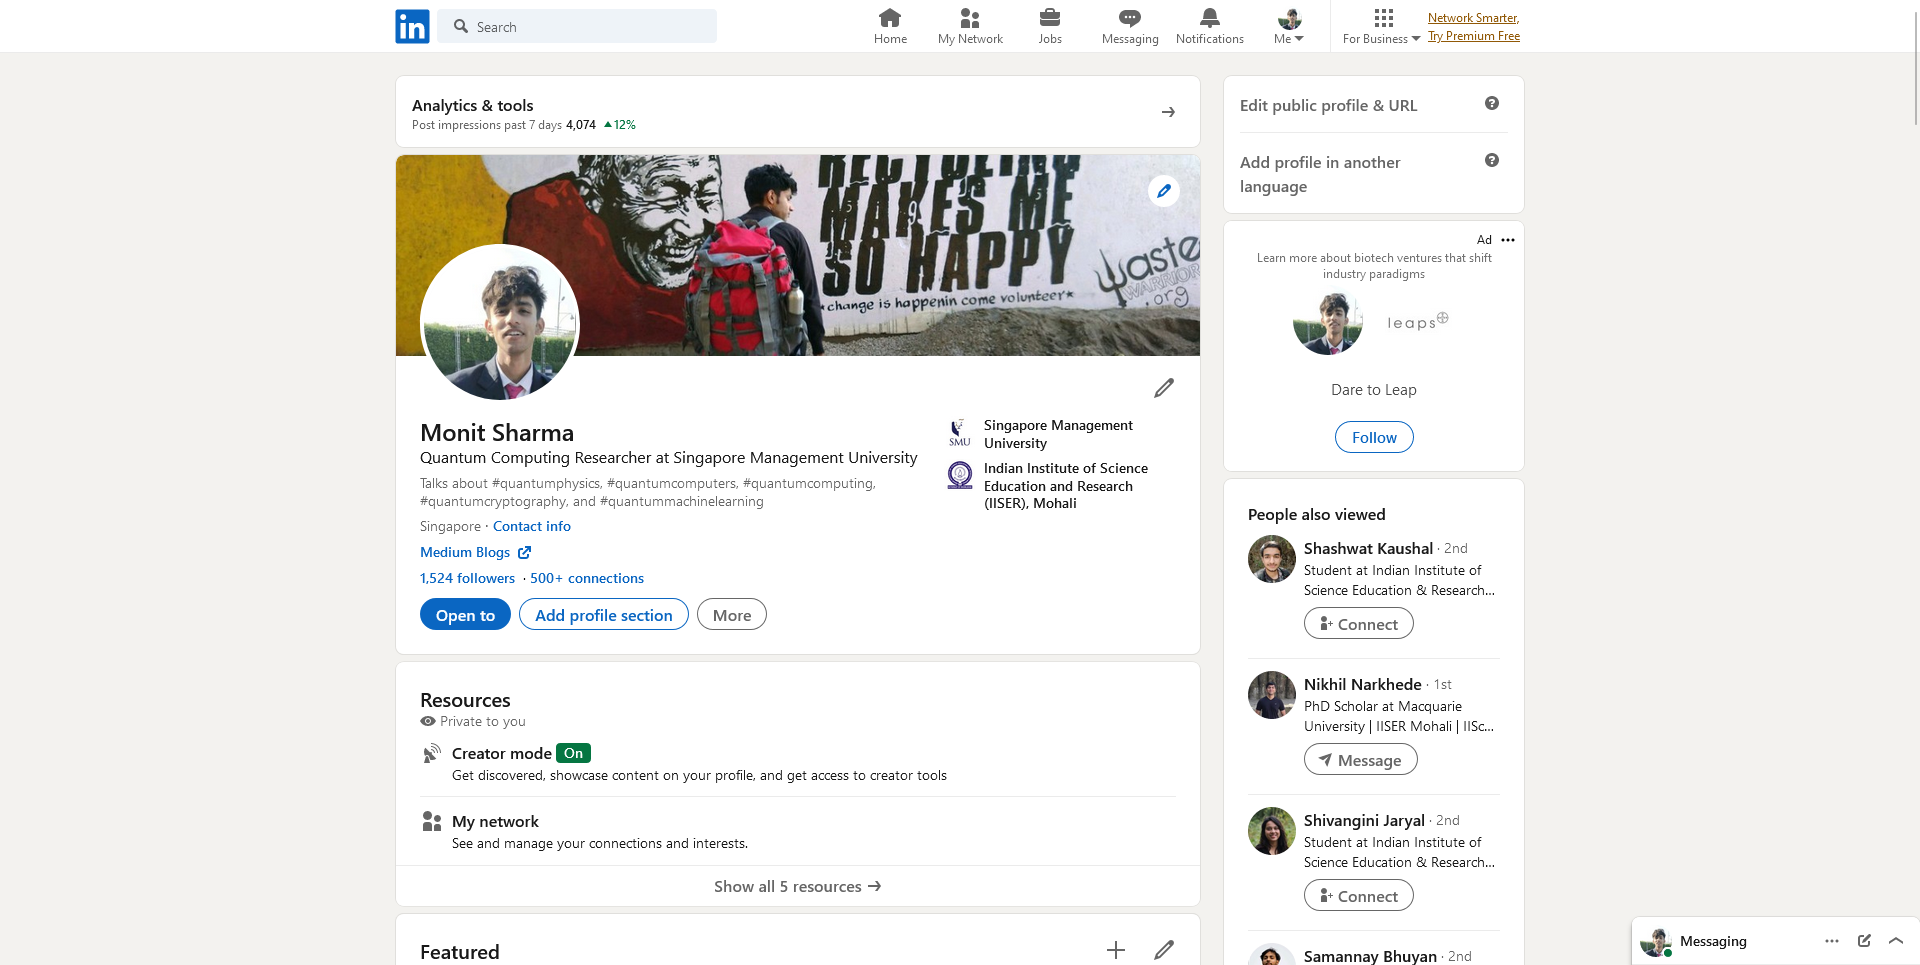 in
Search
Home
My Network
Jobs
Messaging
Notifications
Me
For Business
Network Smarter,
Try Premium Free
Analytics & tools
Post impressions past 7 days 4,074 12%
MAKES ME
SO HAPPY
change is happenin come volunteer*
waste
WARRIORS
.org
Monit Sharma
Quantum Computing Researcher at Singapore Management University
Talks about #quantumphysics, #quantumcomputers, #quantumcomputing,
#quantumcryptography, and #quantummachinelearning
Singapore · Contact info
Medium Blogs
1,524 followers · 500+ connections
Open to
Add profile section
More
SMU
Singapore Management
University
Indian Institute of Science
Education and Research
(IISER), Mohali
Resources
Private to you
Creator mode On
Get discovered, showcase content on your profile, and get access to creator tools
My network
See and manage your connections and interests.
Show all 5 resources
Featured
Edit public profile & URL
Add profile in another
language
Ad
Learn more about biotech ventures that shift
industry paradigms
leaps
Dare to Leap
Follow
People also viewed
Shashwat Kaushal · 2nd
Student at Indian Institute of
Science Education & Research...
Connect
Nikhil Narkhede · 1st
PhD Scholar at Macquarie
University | IISER Mohali | IISc...
Message
Shivangini Jaryal · 2nd
Student at Indian Institute of
Science Education & Research...
Connect
Samannay Bhuyan · 2nd
Messaging